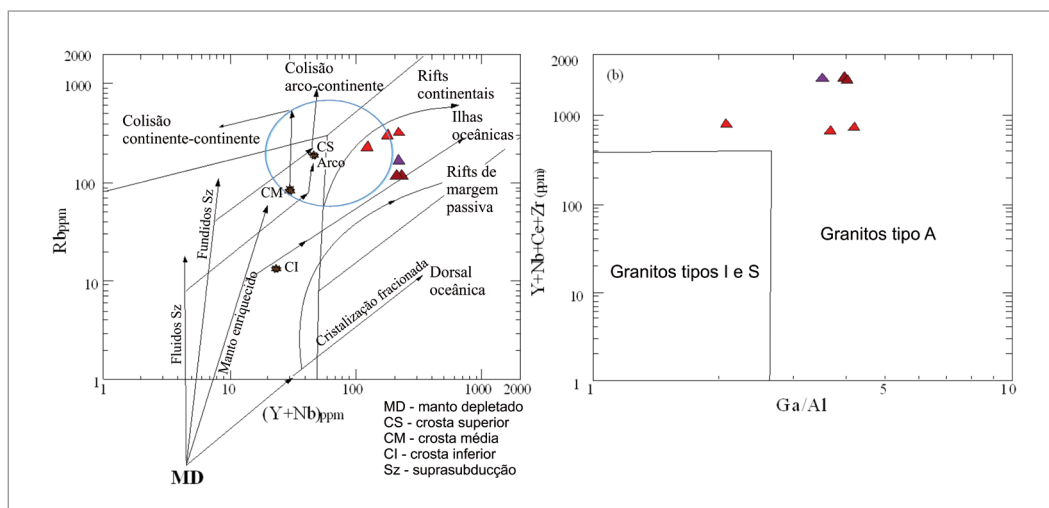 2000
1000
100
10
1
Rbppm
1
10
100
1000
2000
(Y+Nb)ppm
Colisão
arco-continente
Rifts
continentais
Ilhas
oceânicas
Colisão
continente-continente
CS
Arco
CM
Rifts de
margem
passiva
CI
Fundidos Sz
Fluidos Sz
Manto enriquecido
Cristalização fracionada
Dorsal
oceânica
MD
MD - manto depletado
CS - crosta superior
CM - crosta média
CI - crosta inferior
Sz - suprasubducção
(b)
2000
1000
100
10
1
Y+Nb+Ce+Zr (ppm)
Granitos tipo A
Granitos tipos I e S
1
5
10
Ga/Al